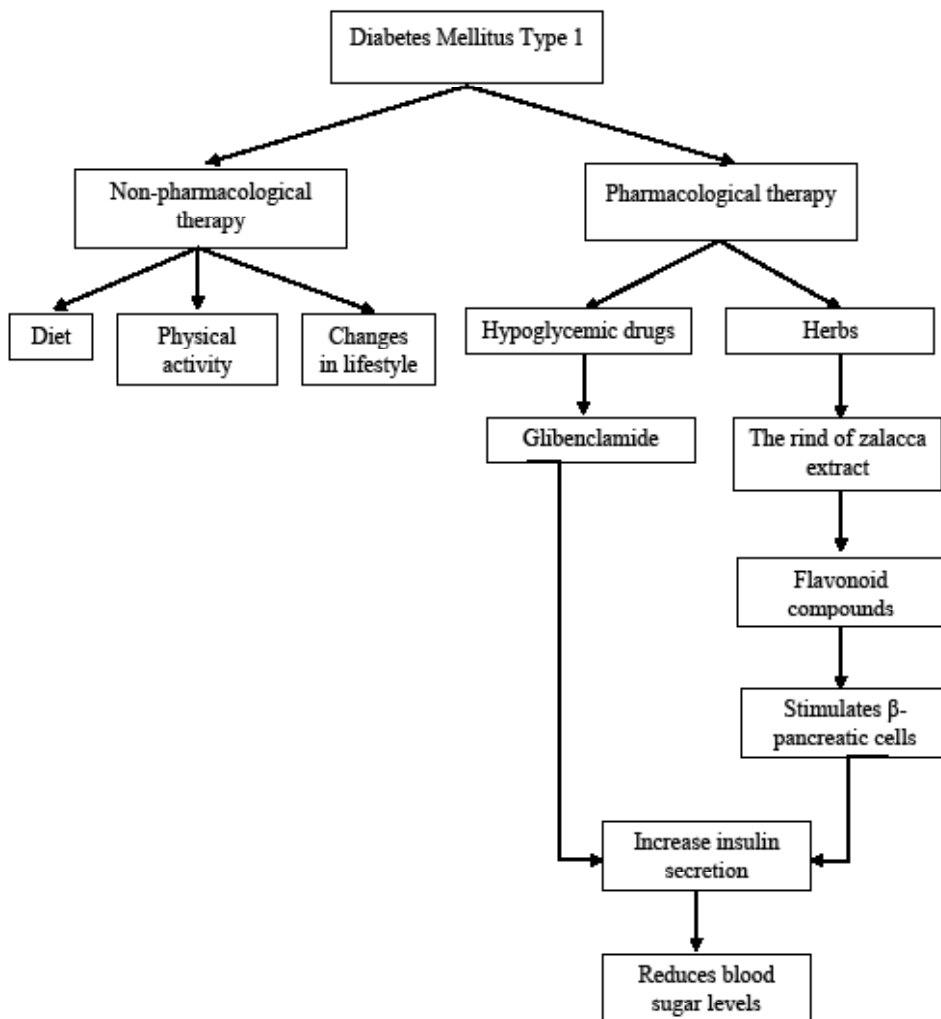 Diabetes Mellitus Type 1
Non-pharmacological
therapy
Pharmacological therapy
Diet
Physical
activity
Changes
in lifestyle
Hypoglycemic drugs
Herbs
Glibenclamide
The rind of zalacca
extract
Flavonoid
compounds
Stimulates β-
pancreatic cells
Increase insulin
secretion
Reduces blood
sugar levels